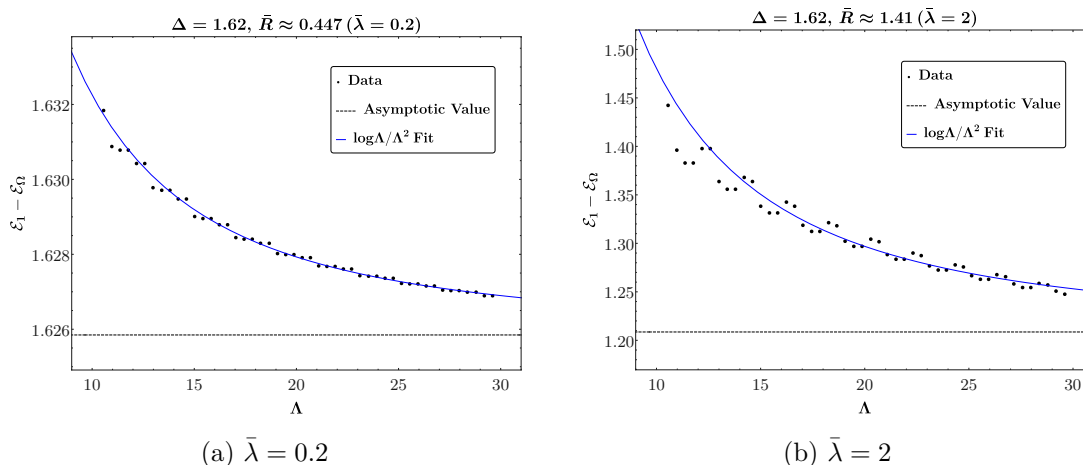 Δ = 1.62, R̄ ≈ 0.447 (λ̄ = 0.2)
Data
Asymptotic Value
logΛ/Λ² Fit
ℰ₁ − ℰ_Ω
1.632
1.630
1.628
1.626
10 15 20 25 30
Λ
(a) λ̄ = 0.2
Δ = 1.62, R̄ ≈ 1.41 (λ̄ = 2)
Data
Asymptotic Value
logΛ/Λ² Fit
ℰ₁ − ℰ_Ω
1.50
1.45
1.40
1.35
1.30
1.25
1.20
10 15 20 25 30
Λ
(b) λ̄ = 2